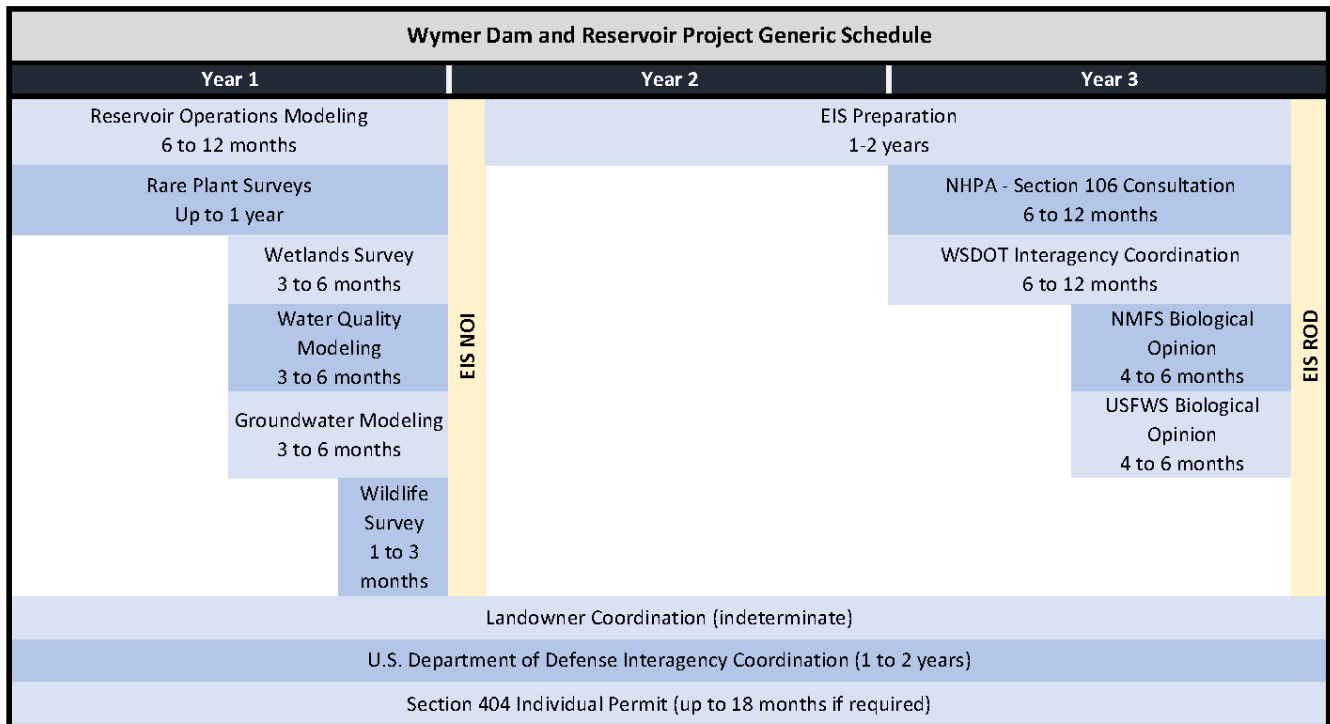 Wymer Dam and Reservoir Project Generic Schedule
Year 1
Year 2
Year 3
Reservoir Operations Modeling
6 to 12 months
EIS Preparation
1-2 years
Rare Plant Surveys
Up to 1 year
NHPA - Section 106 Consultation
6 to 12 months
Wetlands Survey
3 to 6 months
WSDOT Interagency Coordination
6 to 12 months
Water Quality
Modeling
3 to 6 months
EIS NOI
NMFS Biological
Opinion
4 to 6 months
EIS ROD
Groundwater Modeling
3 to 6 months
USFWS Biological
Opinion
4 to 6 months
Wildlife
Survey
1 to 3
months
Landowner Coordination (indeterminate)
U.S. Department of Defense Interagency Coordination (1 to 2 years)
Section 404 Individual Permit (up to 18 months if required)